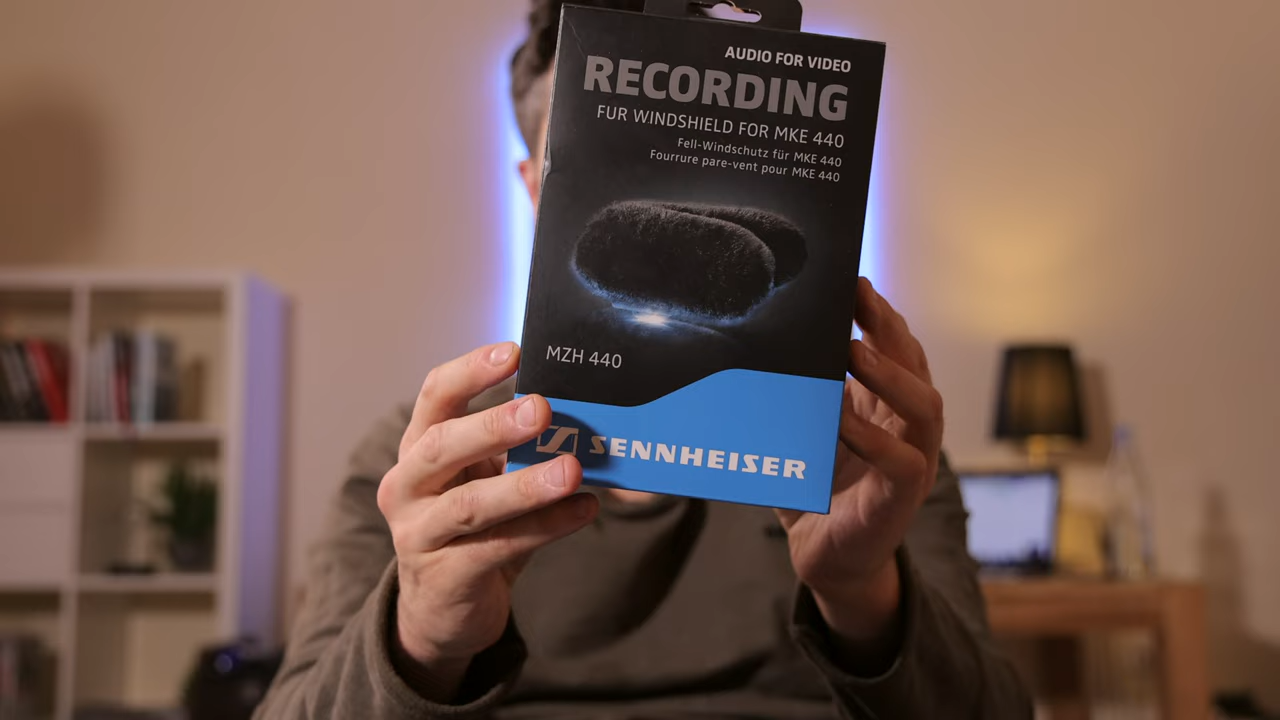 AUDIO FOR VIDEO
RECORDING
FUR WINDSHIELD FOR MKE 440
Fell-Windschutz für MKE 440
Fourrure pare-vent pour MKE 440
MZH 440
SENNHEISER